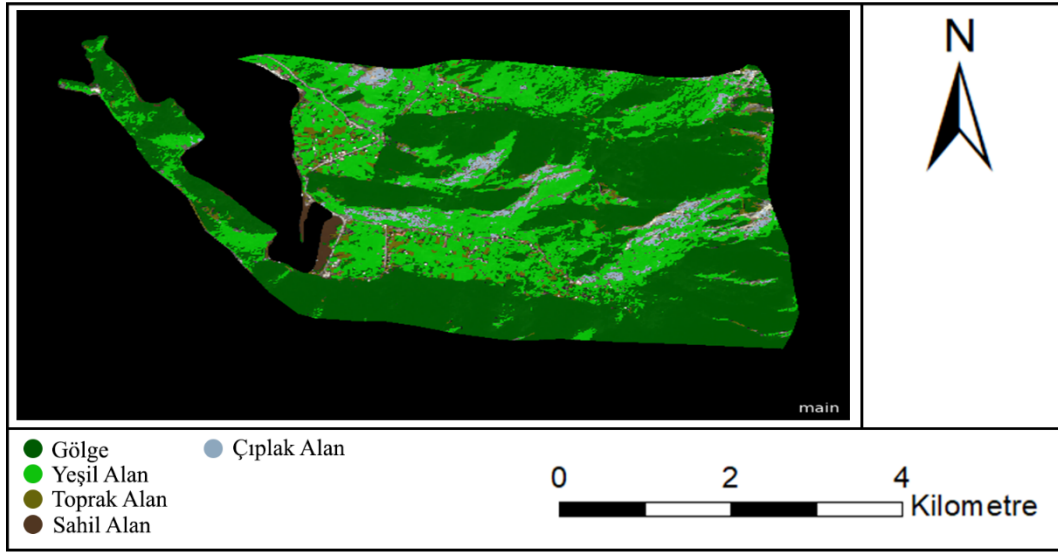 N
main
Gölge
Çıplak Alan
Yeşil Alan
Toprak Alan
Sahil Alan
0 2 4
Kilometre